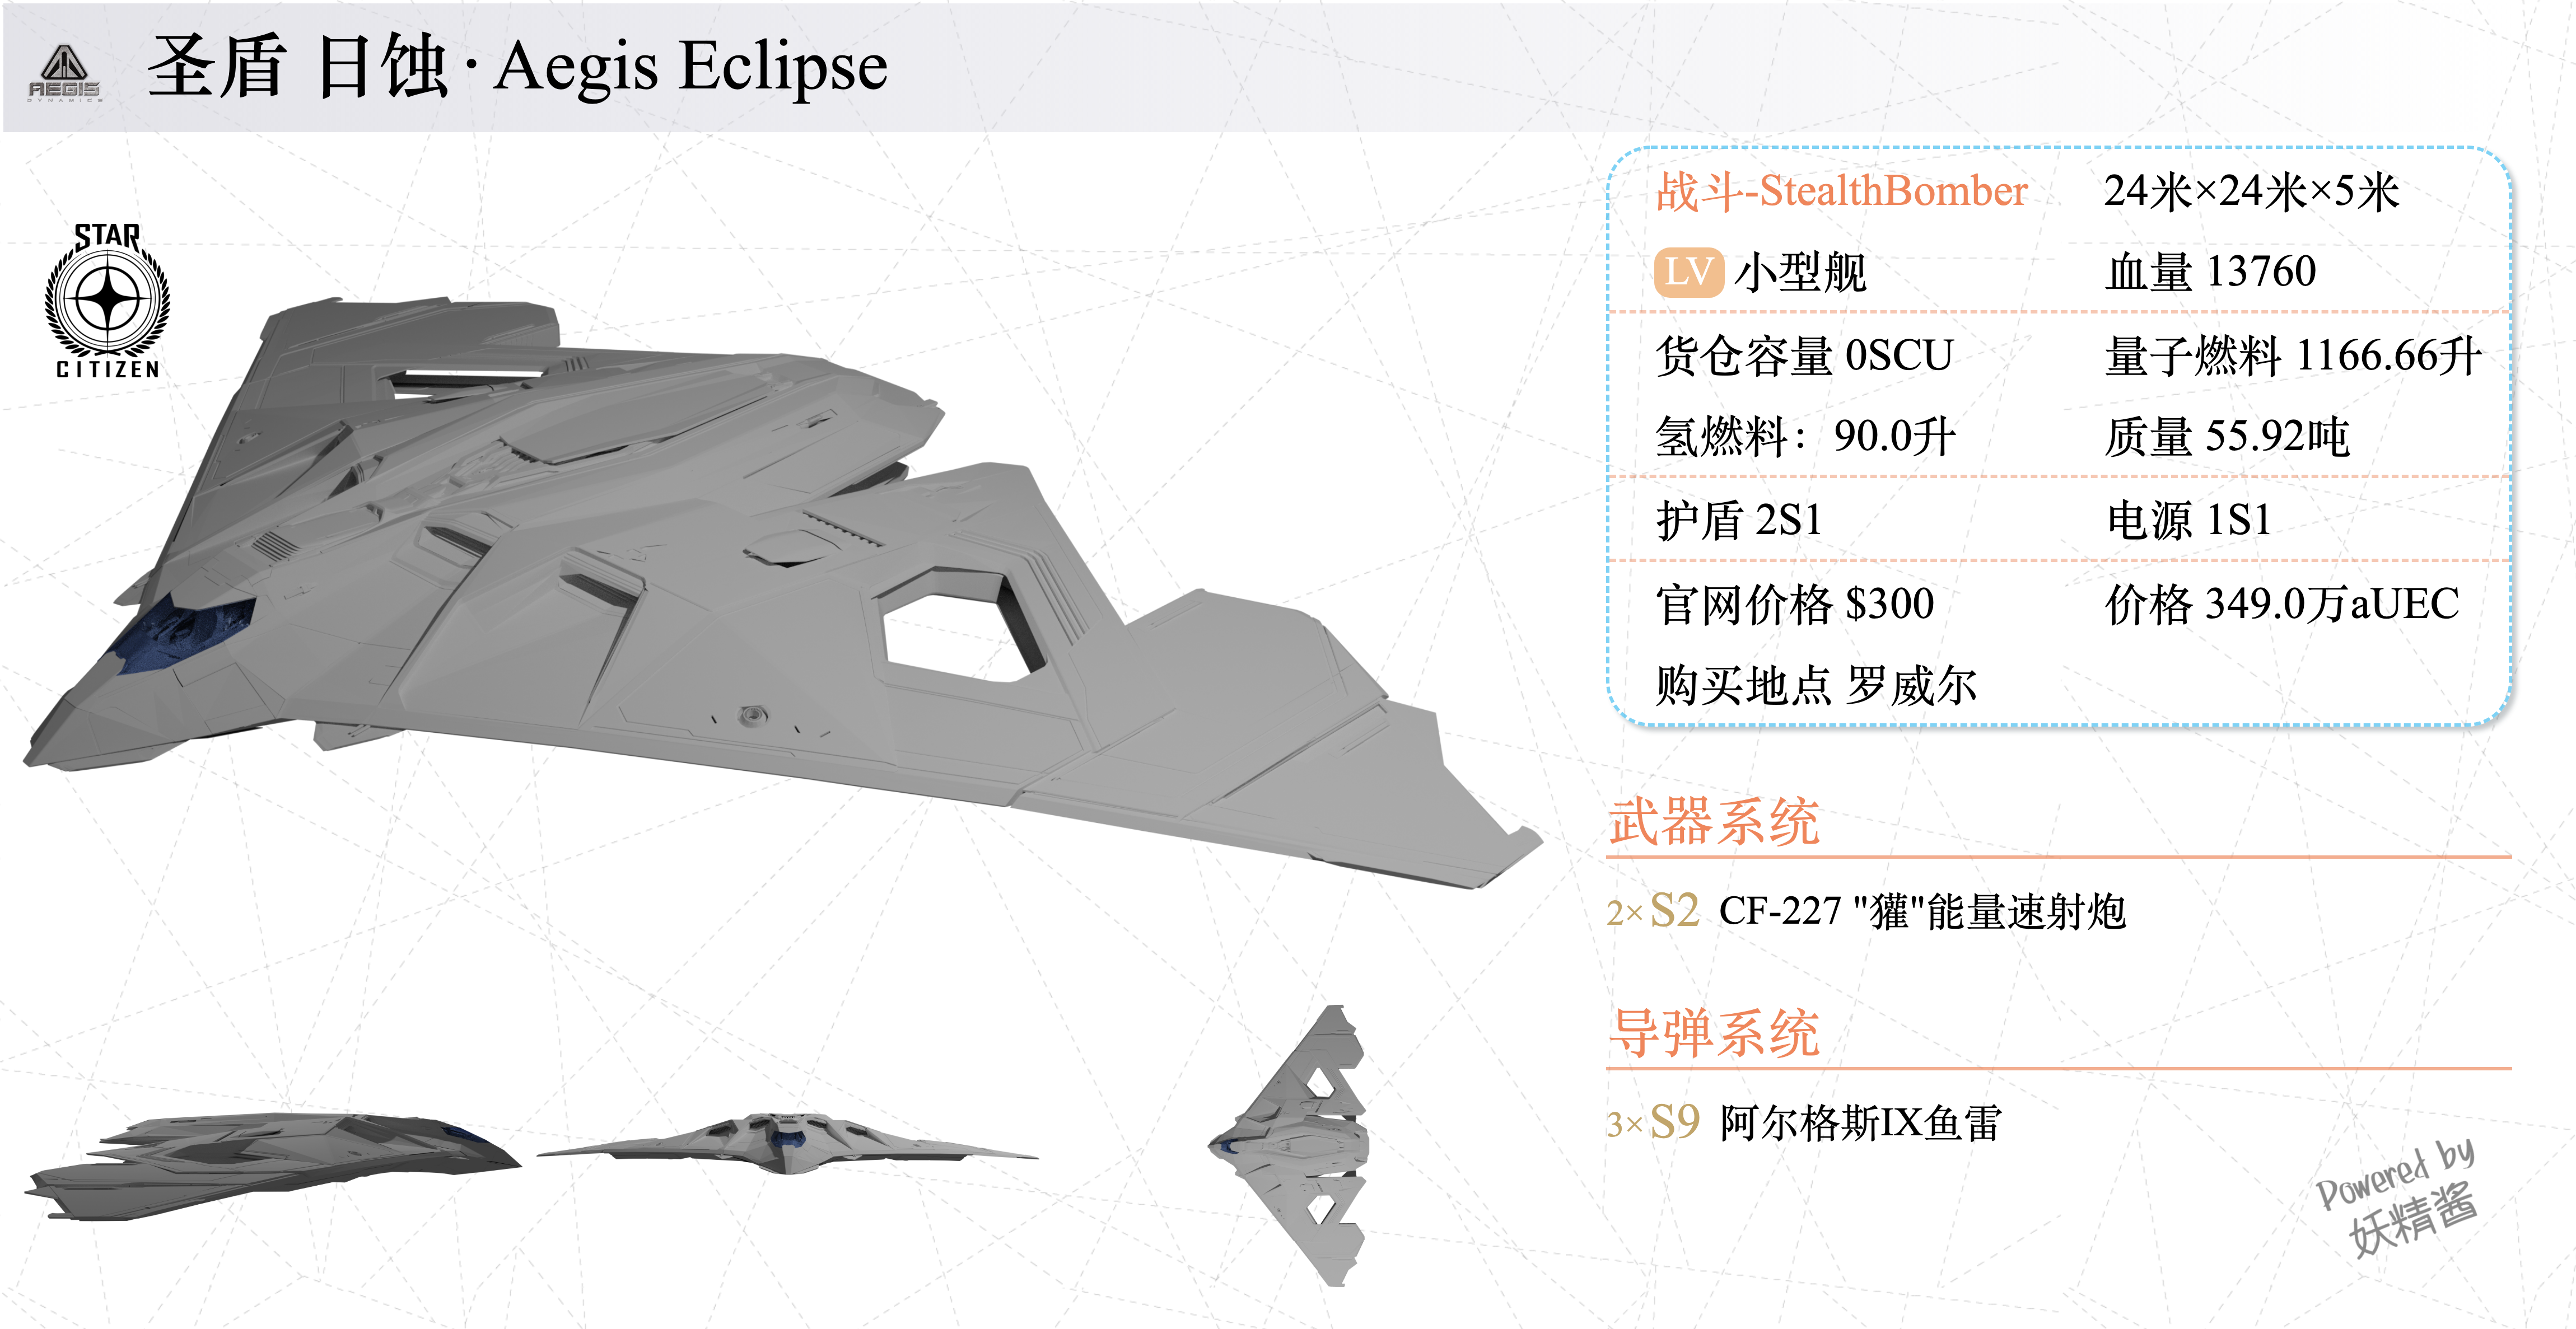 AEGIS
DYNAMICS
圣盾 日蚀·Aegis Eclipse
STAR
CITIZEN
战斗-StealthBomber 24米×24米×5米
LV 小型舰 血量 13760
货仓容量 0SCU 量子燃料 1166.66升
氢燃料：90.0升 质量 55.92吨
护盾 2S1 电源 1S1
官网价格 $300 价格 349.0万aUEC
购买地点 罗威尔
武器系统
2× S2 CF-227 "獾"能量速射炮
导弹系统
3× S9 阿尔格斯IX鱼雷
Powered by
妖精酱